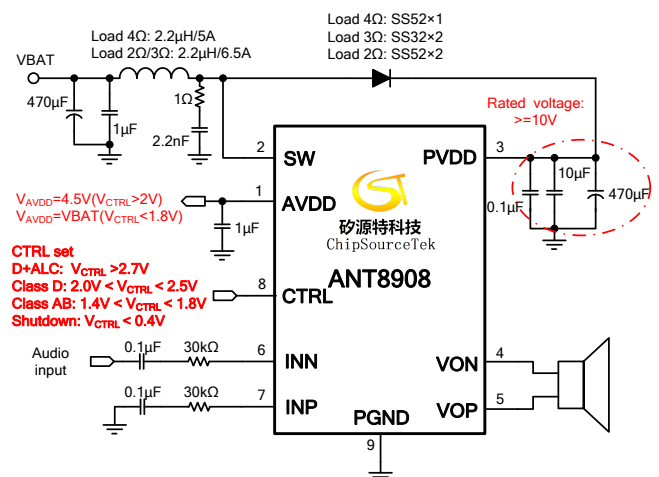 Load 4Ω: 2.2μH/5A
Load 2Ω/3Ω: 2.2μH/6.5A
Load 4Ω: SS52×1
Load 3Ω: SS32×2
Load 2Ω: SS52×2
VBAT
470μF
1μF
1Ω
2.2nF
Rated voltage:
>=10V
2
SW
PVDD
3
0.1μF
10μF
470μF
VAVDD=4.5V(VCTRL>2V)
VAVDD=VBAT(VCTRL<1.8V)
1
AVDD
1μF
ST
矽源特科技
ChipSourceTek
ANT8908
CTRL set
D+ALC: VCTRL >2.7V
Class D: 2.0V < VCTRL < 2.5V
Class AB: 1.4V < VCTRL < 1.8V
Shutdown: VCTRL < 0.4V
8
CTRL
Audio
input
0.1μF
30kΩ
6
INN
VON
4
0.1μF
30kΩ
7
INP
VOP
5
PGND
9